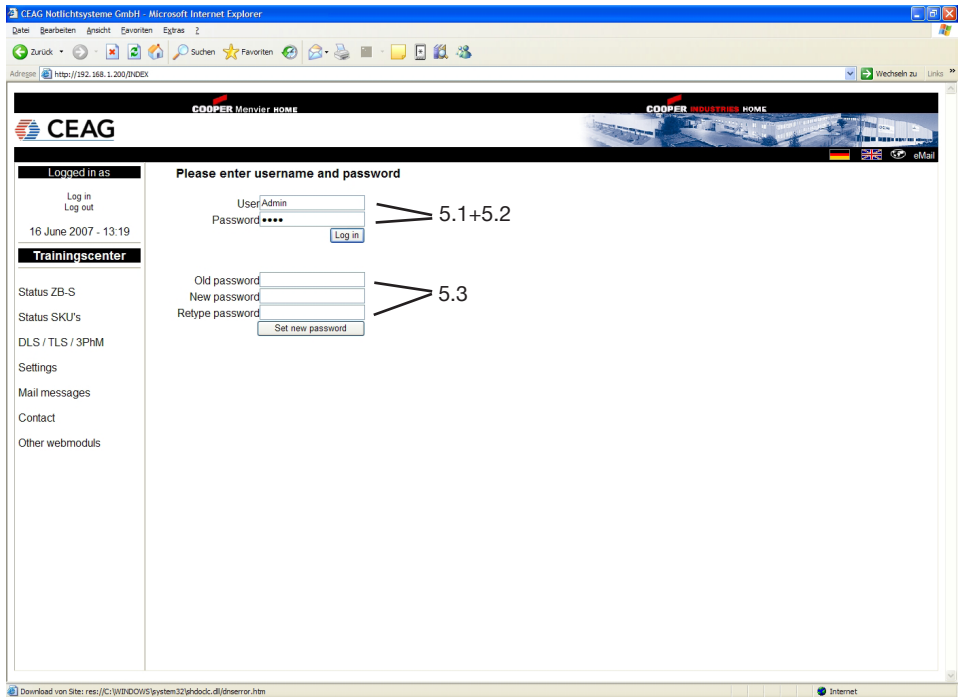 CEAG Notlichtsysteme GmbH - Microsoft Internet Explorer
Datei Bearbeiten Ansicht Favoriten Extras ?
Zurück Suchen Favoriten
Adresse http://192.168.1.200/INDEX Wechseln zu Links »
COOPER Menvier HOME COOPER INDUSTRIES HOME
CEAG
eMail
Logged in as
Log in
Log out
16 June 2007 - 13:19
Trainingscenter
Status ZB-S
Status SKU's
DLS / TLS / 3PhM
Settings
Mail messages
Contact
Other webmoduls
Please enter username and password
User Admin
Password ••••
5.1+5.2
Log in
Old password
New password
5.3
Retype password
Set new password
Download von Site: res://C:\WINDOWS\system32\shdoclc.dll/dnserror.htm Internet